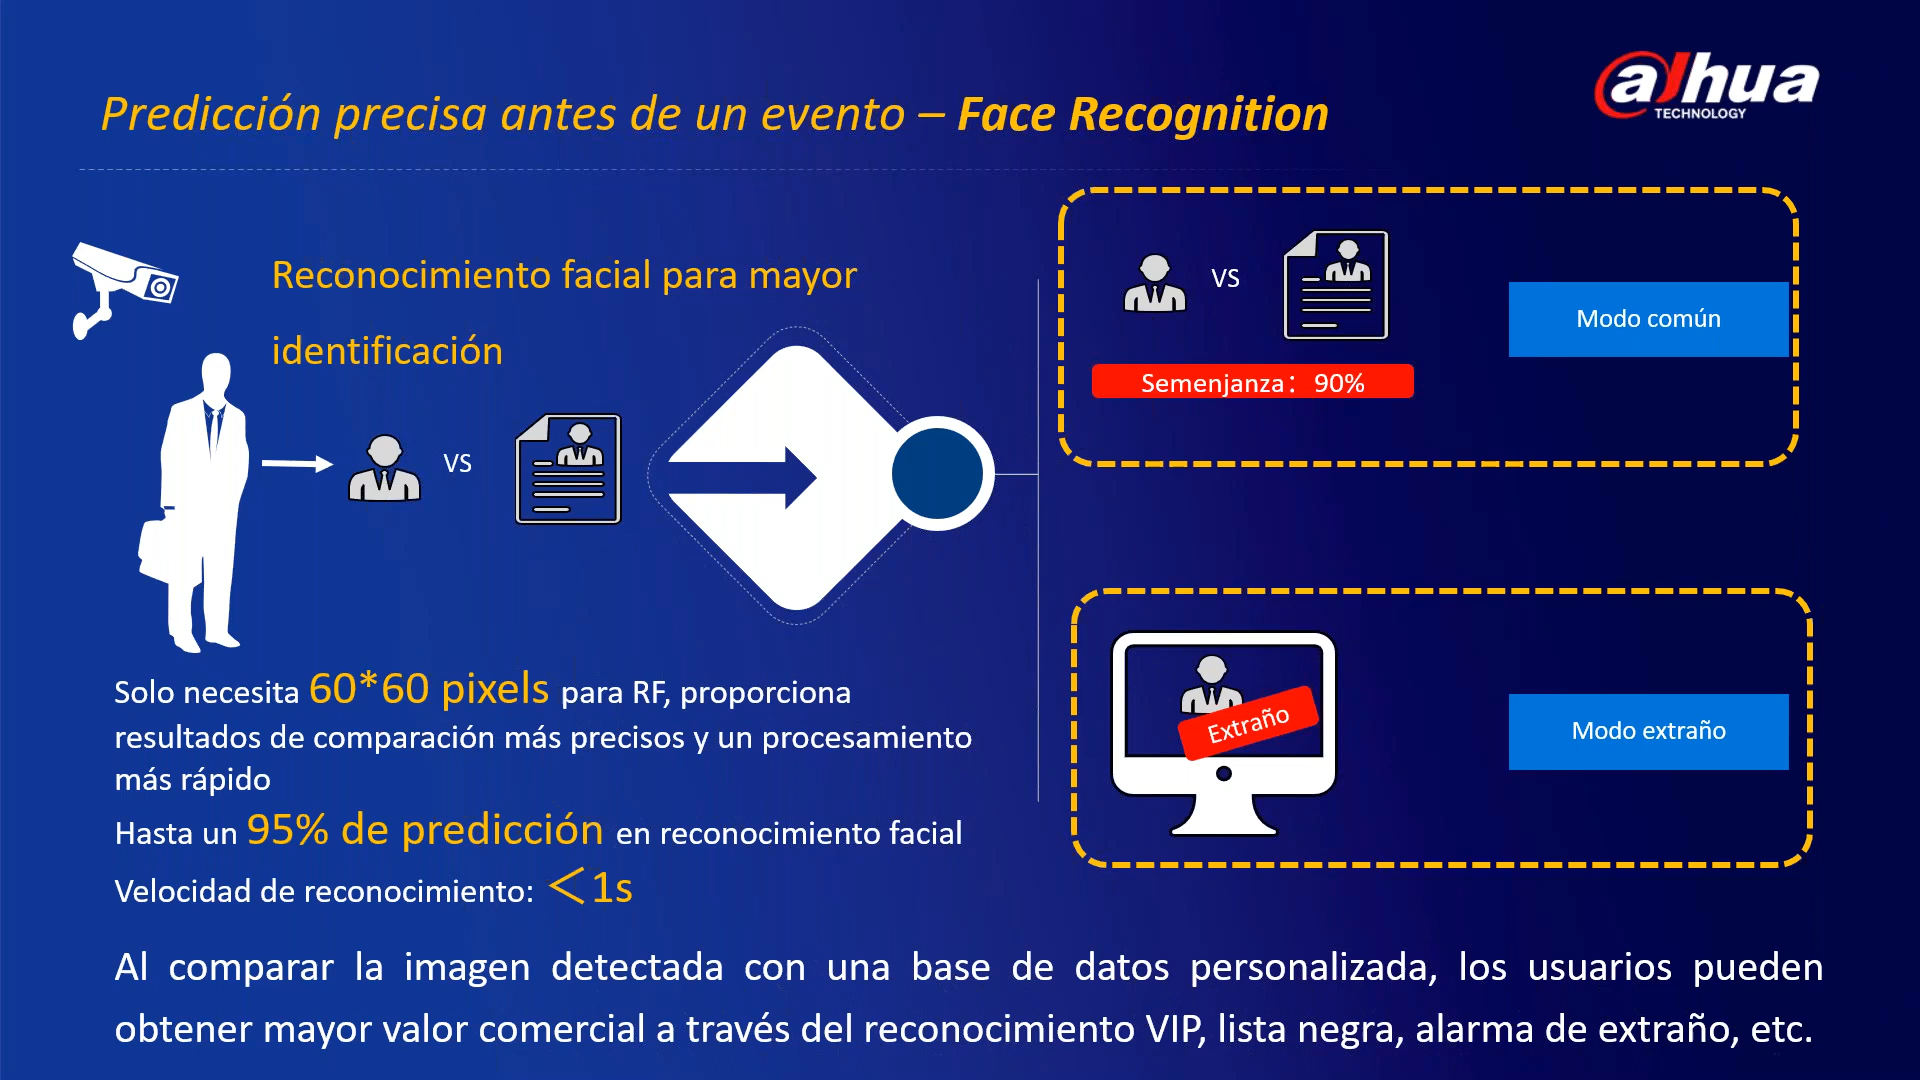 Predicción precisa antes de un evento – Face Recognition
alhua
TECHNOLOGY
Reconocimiento facial para mayor
identificación
VS
VS
Semenjanza: 90%
Modo común
Extraño
Modo extraño
Solo necesita 60*60 pixels para RF, proporciona
resultados de comparación más precisos y un procesamiento
más rápido
Hasta un 95% de predicción en reconocimiento facial
Velocidad de reconocimiento: <1s
Al comparar la imagen detectada con una base de datos personalizada, los usuarios pueden
obtener mayor valor comercial a través del reconocimiento VIP, lista negra, alarma de extraño, etc.